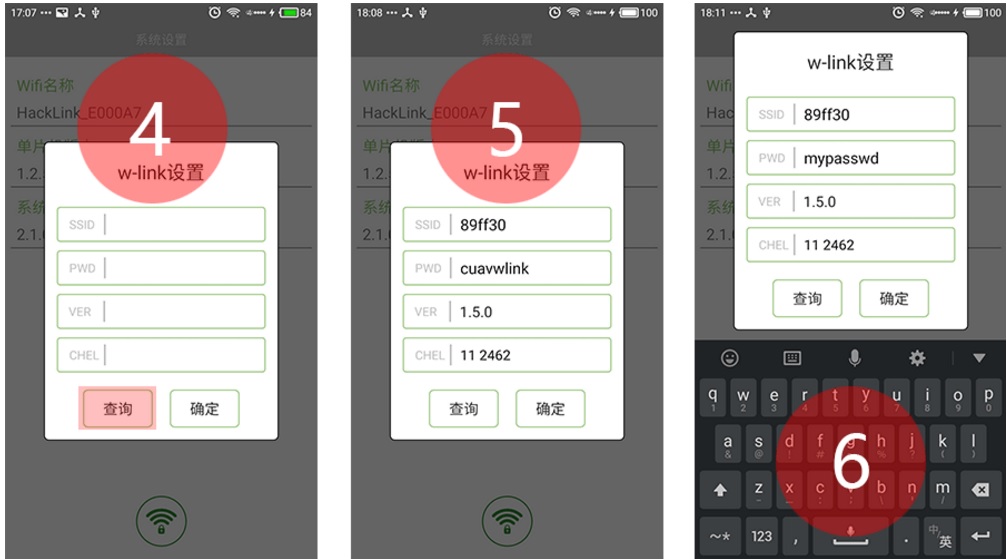 17:07 ••• 84
系统设置
Wifi名称
HackLink_E000A7
4
单片
1.2.
w-link设置
系统
2.1.0
SSID
PWD
VER
CHEL
查询 确定
18:08 ••• 100
系统设置
Wifi名称
HackLink_E000A7
5
单片
1.2.
w-link设置
系统
2.1.0
SSID 89ff30
PWD cuavwlink
VER 1.5.0
CHEL 11 2462
查询 确定
18:11 ••• 100
w-link设置
Wifi
Hac
单片
1.2.
系统
2.1.
SSID 89ff30
PWD mypasswd
VER 1.5.0
CHEL 11 2462
查询 确定
q w e r t y u i o p
1 2 3 4 5 6 7 8 9 0
a s d f g h j k l
& @ ! # % ? ( )
6
z x c v b n m
~* 123 , . 中/英